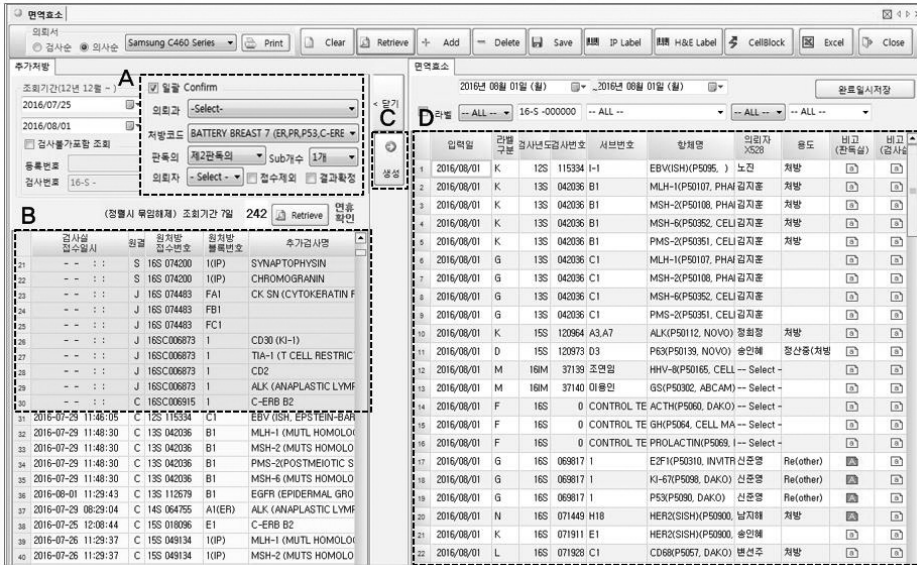 면역효소
의뢰서
검사순 의사순 Samsung C460 Series Print Clear Retrieve Add Delete Save IP Label H&E Label CellBlock Excel Close
추가처방
A
조회기간(12년 12월 ~ )
2016/07/25
2016/08/01
검사불가포함 조회
등록번호
검사번호 16-S -
일괄 Confirm
의뢰과 -Select-
처방코드 BATTERY BREAST 7 (ER,PR,P53,C-ERE
판독의 제2판독의 Sub개수 1개
의뢰자 - Select - 접수제외 결과확정
< 닫기
C
생성
B
(정렬시 묶임해제) 조회기간 7일 242 Retrieve 연휴 확인
검사실 접수일시 원결 원처방 접수번호 원처방 블록번호 추가검사명
21 - - : : S 16S 074200 1(IP) SYNAPTOPHYSIN
22 - - : : S 16S 074200 1(IP) CHROMOGRANIN
23 - - : : J 16S 074483 FA1 CK SN (CYTOKERATIN F
24 - - : : J 16S 074483 FB1
25 - - : : J 16S 074483 FC1
26 - - : : J 16SC006873 1 CD30 (KI-1)
27 - - : : J 16SC006873 1 TIA-1 (T CELL RESTRIC
28 - - : : J 16SC006873 1 CD2
29 - - : : J 16SC006873 1 ALK (ANAPLASTIC LYMF
30 - - : : C 16SC006915 1 C-ERB B2
31 2016-07-29 11:46:05 C 12S 115334 C1 EBV (ISH, EPSTEIN-BAR
32 2016-07-29 11:48:30 C 13S 042036 B1 MLH-1 (MUTL HOMOLO
33 2016-07-29 11:48:30 C 13S 042036 B1 MSH-2 (MUTS HOMOLO
34 2016-07-29 11:48:30 C 13S 042036 B1 PMS-2(POSTMEIOTIC S
35 2016-07-29 11:48:30 C 13S 042036 B1 MSH-6 (MUTS HOMOLO
36 2016-08-01 11:29:43 C 13S 112679 B1 EGFR (EPIDERMAL GRO
37 2016-07-29 08:29:04 C 14S 064755 A1(ER) ALK (ANAPLASTIC LYMF
38 2016-07-25 12:08:44 C 15S 018096 E1 C-ERB B2
39 2016-07-26 11:29:37 C 15S 049134 1(IP) MLH-1 (MUTL HOMOLO
40 2016-07-26 11:29:37 C 15S 049134 1(IP) MSH-2 (MUTS HOMOLO
면역효소
2016년 08월 01일 (월) ~ 2016년 08월 01일 (월) 완료일시저장
D
라벨 -- ALL -- 16-S -000000 -- ALL -- -- ALL -- -- ALL --
입력일 라벨구분 검사년도 검사번호 서브번호 항체명 의뢰자 X528 용도 비고 (판독실) 비고 (검사실
1 2016/08/01 K 12S 115334 I-1 EBV(ISH)(P5095, ) 노진 처방
2 2016/08/01 K 13S 042036 B1 MLH-1(P50107, PHAI 김지훈 처방
3 2016/08/01 K 13S 042036 B1 MSH-2(P50108, PHAI 김지훈 처방
4 2016/08/01 K 13S 042036 B1 MSH-6(P50352, CELI 김지훈 처방
5 2016/08/01 K 13S 042036 B1 PMS-2(P50351, CELI 김지훈 처방
6 2016/08/01 G 13S 042036 C1 MLH-1(P50107, PHAI 김지훈
7 2016/08/01 G 13S 042036 C1 MSH-2(P50108, PHAI 김지훈
8 2016/08/01 G 13S 042036 C1 MSH-6(P50352, CELI 김지훈
9 2016/08/01 G 13S 042036 C1 PMS-2(P50351, CELI 김지훈
10 2016/08/01 K 15S 120964 A3,A7 ALK(P50112, NOVO) 정회정 처방
11 2016/08/01 D 15S 120973 D3 P63(P50139, NOVO) 송인혜 정산중(처방
12 2016/08/01 M 16IM 37139 조연임 HHV-8(P50165, CELL -- Select -
13 2016/08/01 M 16IM 37140 이용인 GS(P50302, ABCAM) -- Select -
14 2016/08/01 F 16S 0 CONTROL TE ACTH(P5060, DAKO) -- Select -
15 2016/08/01 F 16S 0 CONTROL TE GH(P5064, CELL MA -- Select -
16 2016/08/01 F 16S 0 CONTROL TE PROLACTIN(P5069, I -- Select -
17 2016/08/01 G 16S 069817 1 E2F1(P50310, INVITR 신준영 Re(other)
18 2016/08/01 G 16S 069817 1 KI-67(P5098, DAKO) 신준영 Re(other)
19 2016/08/01 G 16S 069817 1 P53(P5090, DAKO) 신준영 Re(other)
20 2016/08/01 N 16S 071449 H18 HER2(SISH)(P50900, 남지해 처방
21 2016/08/01 K 16S 071911 E1 HER2(SISH)(P50900, 송인혜
22 2016/08/01 L 16S 071928 C1 CD68(P5057, DAKO) 변선주 처방